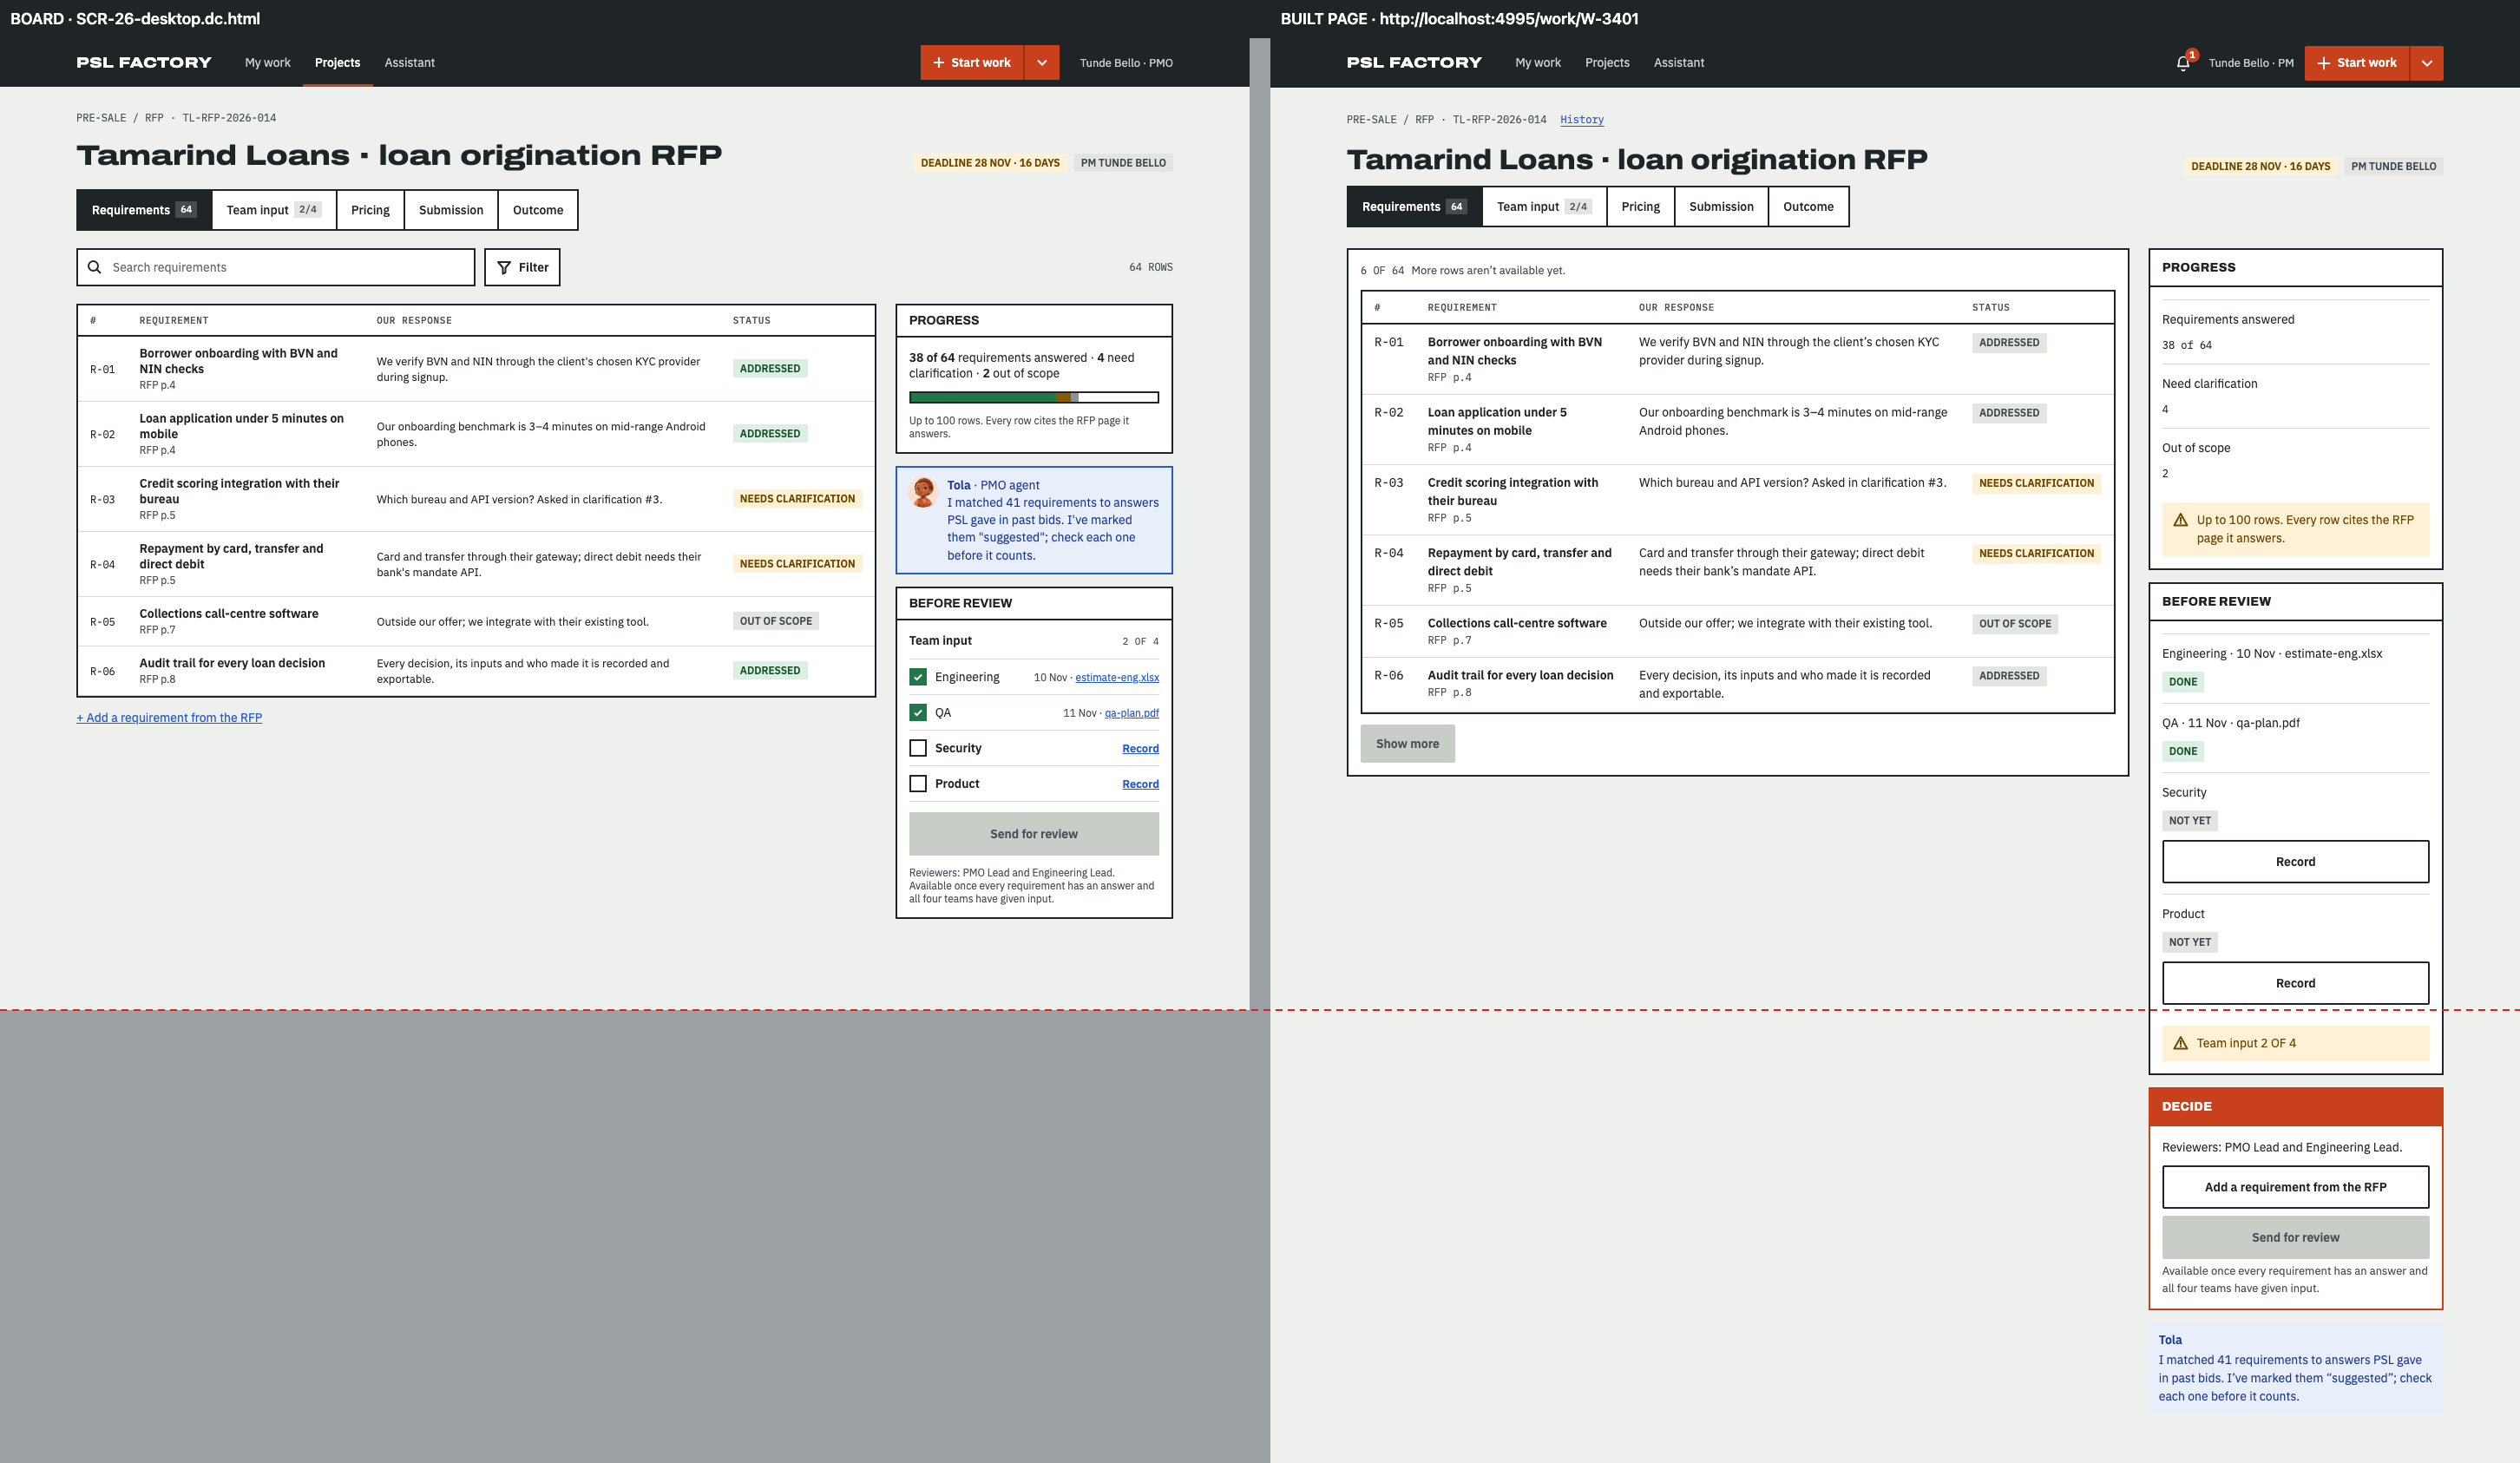 BOARD · SCR-26-desktop.dc.html
PSL FACTORY
My work
Projects
Assistant
+ Start work
Tunde Bello · PMO
PRE-SALE / RFP · TL-RFP-2026-014
Tamarind Loans · loan origination RFP
DEADLINE 28 NOV · 16 DAYS
PM TUNDE BELLO
Requirements 64
Team input 2/4
Pricing
Submission
Outcome
Search requirements
Filter
64 ROWS
# REQUIREMENT OUR RESPONSE STATUS
R-01
Borrower onboarding with BVN and
NIN checks
RFP p.4
We verify BVN and NIN through the client's chosen KYC provider
during signup.
ADDRESSED
R-02
Loan application under 5 minutes on
mobile
RFP p.4
Our onboarding benchmark is 3–4 minutes on mid-range Android
phones.
ADDRESSED
R-03
Credit scoring integration with their
bureau
RFP p.5
Which bureau and API version? Asked in clarification #3.
NEEDS CLARIFICATION
R-04
Repayment by card, transfer and
direct debit
RFP p.5
Card and transfer through their gateway; direct debit needs their
bank's mandate API.
NEEDS CLARIFICATION
R-05
Collections call-centre software
RFP p.7
Outside our offer; we integrate with their existing tool.
OUT OF SCOPE
R-06
Audit trail for every loan decision
RFP p.8
Every decision, its inputs and who made it is recorded and
exportable.
ADDRESSED
+ Add a requirement from the RFP
PROGRESS
38 of 64 requirements answered · 4 need
clarification · 2 out of scope
Up to 100 rows. Every row cites the RFP page it
answers.
Tola · PMO agent
I matched 41 requirements to answers
PSL gave in past bids. I've marked
them "suggested"; check each one
before it counts.
BEFORE REVIEW
Team input 2 OF 4
Engineering 10 Nov · estimate-eng.xlsx
QA 11 Nov · qa-plan.pdf
Security Record
Product Record
Send for review
Reviewers: PMO Lead and Engineering Lead.
Available once every requirement has an answer and
all four teams have given input.
BUILT PAGE · http://localhost:4995/work/W-3401
PSL FACTORY
My work
Projects
Assistant
1
Tunde Bello · PM
+ Start work
PRE-SALE / RFP · TL-RFP-2026-014 History
Tamarind Loans · loan origination RFP
DEADLINE 28 NOV · 16 DAYS
PM TUNDE BELLO
Requirements 64
Team input 2/4
Pricing
Submission
Outcome
6 OF 64 More rows aren’t available yet.
# REQUIREMENT OUR RESPONSE STATUS
R-01
Borrower onboarding with BVN
and NIN checks
RFP p.4
We verify BVN and NIN through the client’s chosen KYC
provider during signup.
ADDRESSED
R-02
Loan application under 5
minutes on mobile
RFP p.4
Our onboarding benchmark is 3–4 minutes on mid-range
Android phones.
ADDRESSED
R-03
Credit scoring integration with
their bureau
RFP p.5
Which bureau and API version? Asked in clarification #3.
NEEDS CLARIFICATION
R-04
Repayment by card, transfer and
direct debit
RFP p.5
Card and transfer through their gateway; direct debit
needs their bank’s mandate API.
NEEDS CLARIFICATION
R-05
Collections call-centre software
RFP p.7
Outside our offer; we integrate with their existing tool.
OUT OF SCOPE
R-06
Audit trail for every loan decision
RFP p.8
Every decision, its inputs and who made it is recorded
and exportable.
ADDRESSED
Show more
PROGRESS
Requirements answered
38 of 64
Need clarification
4
Out of scope
2
Up to 100 rows. Every row cites the RFP
page it answers.
BEFORE REVIEW
Engineering · 10 Nov · estimate-eng.xlsx
DONE
QA · 11 Nov · qa-plan.pdf
DONE
Security
NOT YET
Record
Product
NOT YET
Record
Team input 2 OF 4
DECIDE
Reviewers: PMO Lead and Engineering Lead.
Add a requirement from the RFP
Send for review
Available once every requirement has an answer and
all four teams have given input.
Tola
I matched 41 requirements to answers PSL gave
in past bids. I’ve marked them “suggested”; check
each one before it counts.